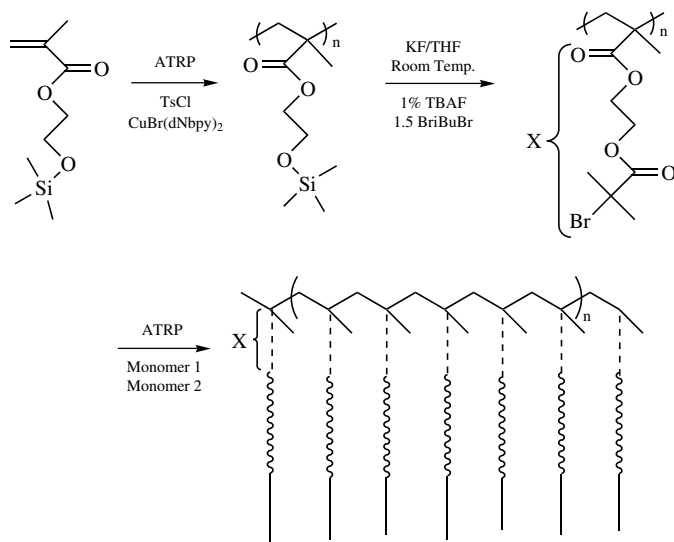 ATRP
TsCl
CuBr(dNbpy)2
O
O
O
Si
n
O
O
O
Si
KF/THF
Room Temp.
1% TBAF
1.5 BriBuBr
n
X
O
O
O
O
Br
ATRP
Monomer 1
Monomer 2
X
n